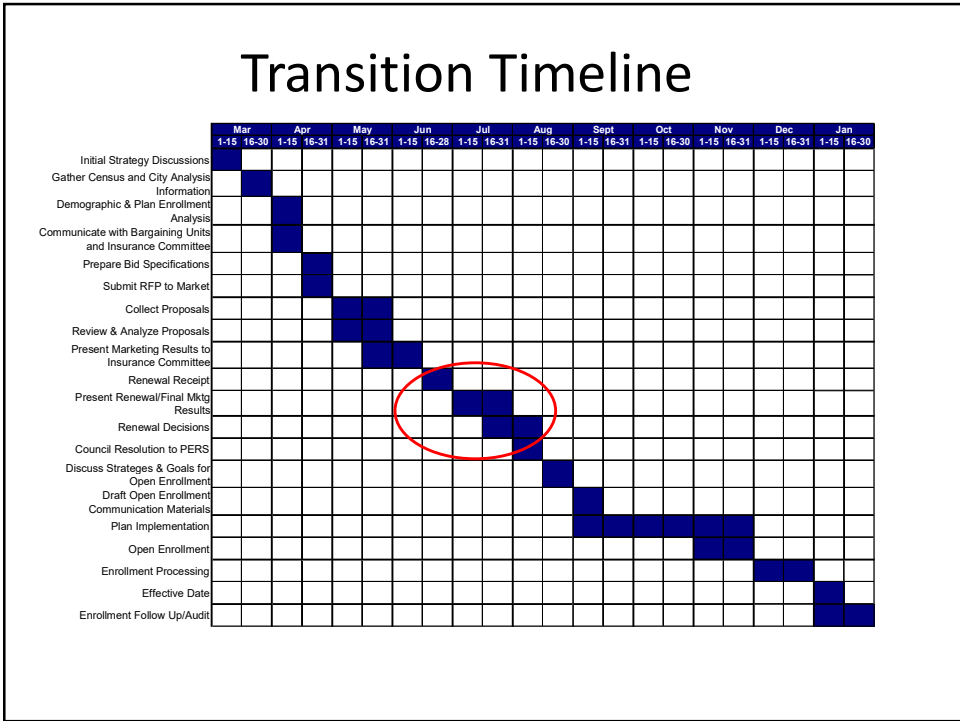 Transition Timeline
Mar Apr May Jun Jul Aug Sept Oct Nov Dec Jan
1-15 16-30 1-15 16-31 1-15 16-31 1-15 16-28 1-15 16-31 1-15 16-30 1-15 16-31 1-15 16-31 1-15 16-31 1-15 16-31 1-15 16-30
Initial Strategy Discussions
Gather Census and City Analysis
Information
Demographic & Plan Enrollment
Analysis
Communicate with Bargaining Units
and Insurance Committee
Prepare Bid Specifications
Submit RFP to Market
Collect Proposals
Review & Analyze Proposals
Present Marketing Results to
Insurance Committee
Renewal Receipt
Present Renewal/Final Mktg
Results
Renewal Decisions
Council Resolution to PERS
Discuss Strateges & Goals for
Open Enrollment
Draft Open Enrollment
Communication Materials
Plan Implementation
Open Enrollment
Enrollment Processing
Effective Date
Enrollment Follow Up/Audit